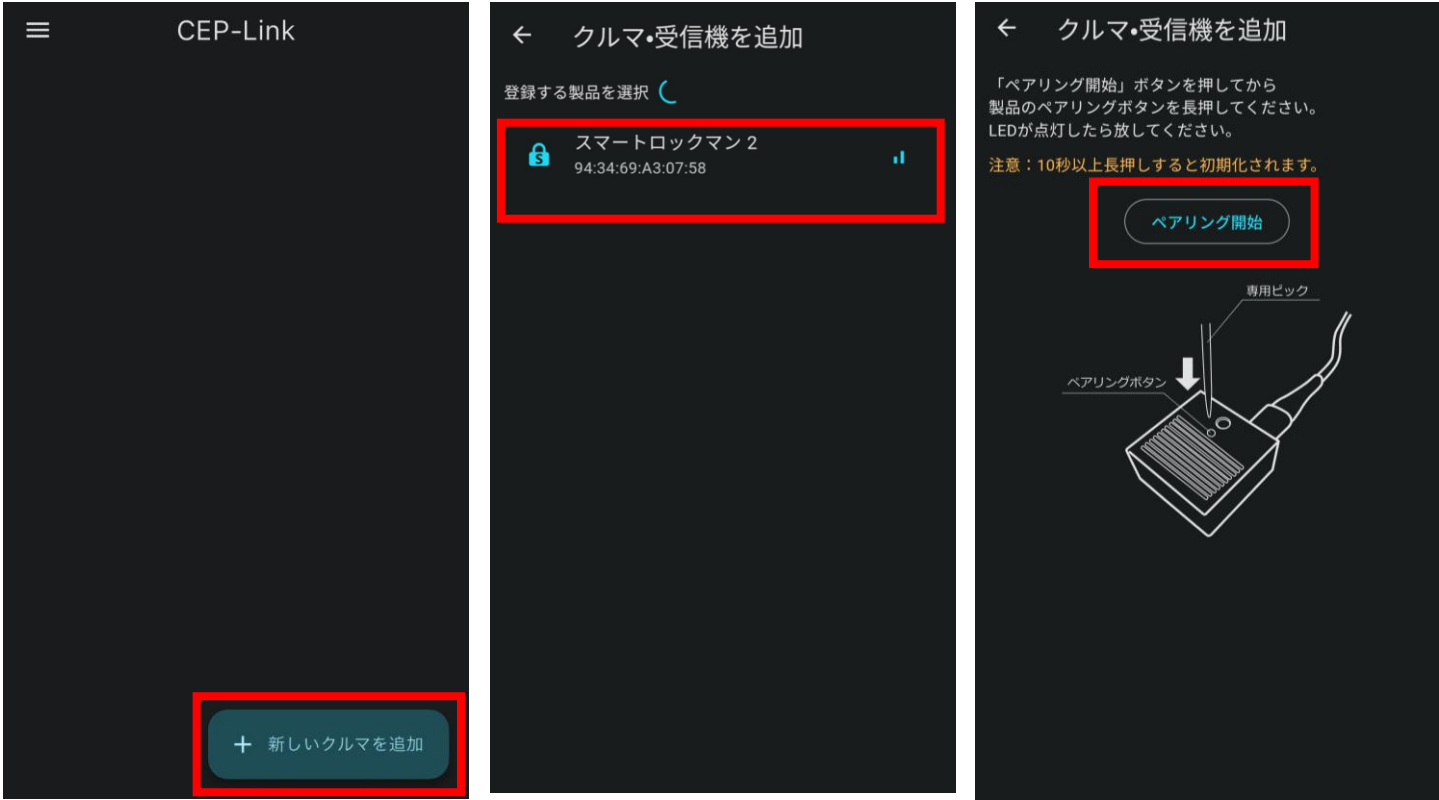 CEP-Link
+ 新しいクルマを追加
クルマ•受信機を追加
登録する製品を選択
スマートロックマン 2
94:34:69:A3:07:58
クルマ•受信機を追加
「ペアリング開始」ボタンを押してから
製品のペアリングボタンを長押してください。
LEDが点灯したら放してください。
注意：10秒以上長押しすると初期化されます。
ペアリング開始
専用ピック
ペアリングボタン